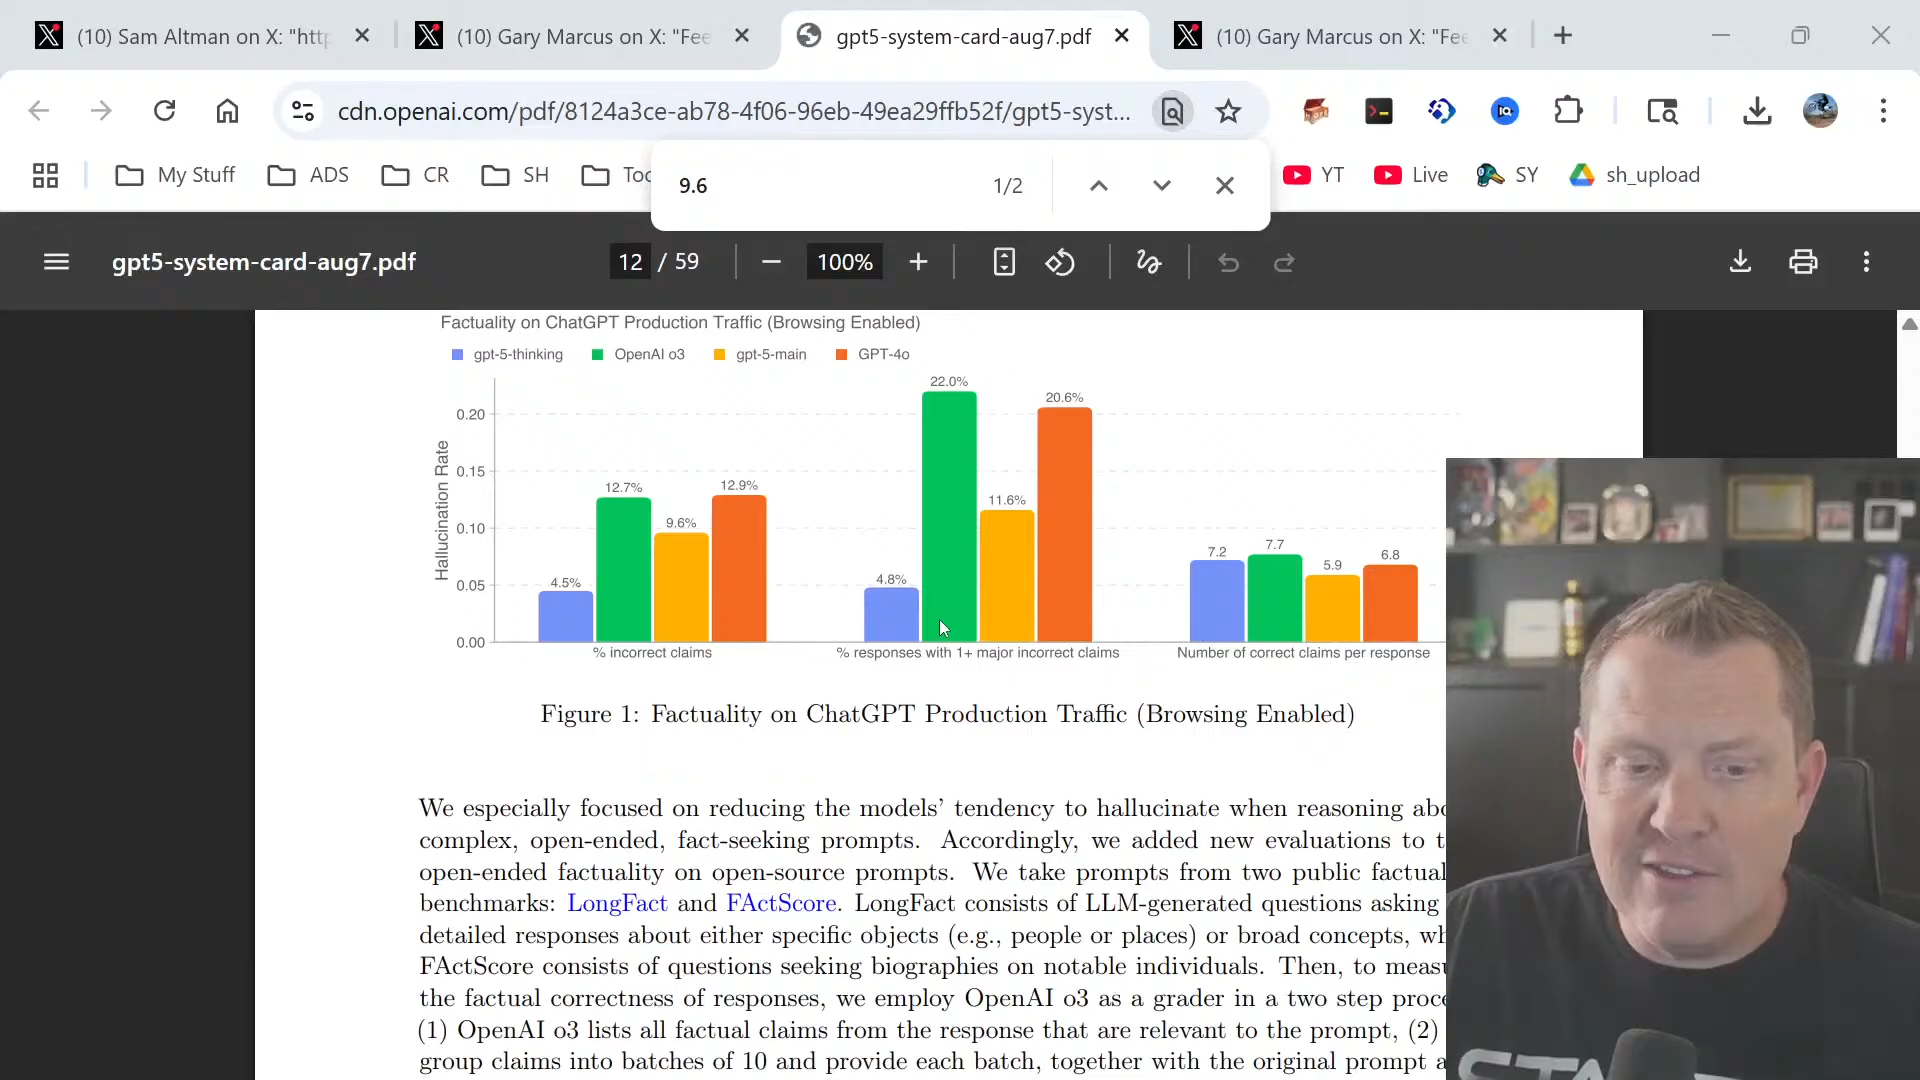 (10) Sam Altman on X: "http
(10) Gary Marcus on X: "Fee
gpt5-system-card-aug7.pdf
(10) Gary Marcus on X: "Fee
cdn.openai.com/pdf/8124a3ce-ab78-4f06-96eb-49ea29ffb52f/gpt5-syst...
My Stuff
ADS
CR
SH
Too
YT
Live
SY
sh_upload
9.6
1/2
gpt5-system-card-aug7.pdf
12 / 59
100%
Factuality on ChatGPT Production Traffic (Browsing Enabled)
gpt-5-thinking OpenAI o3 gpt-5-main GPT-4o
Hallucination Rate
0.20
0.15
0.10
0.05
0.00
4.5%
12.7%
9.6%
12.9%
4.8%
22.0%
11.6%
20.6%
7.2
7.7
5.9
6.8
% incorrect claims
% responses with 1+ major incorrect claims
Number of correct claims per response
Figure 1: Factuality on ChatGPT Production Traffic (Browsing Enabled)
We especially focused on reducing the models' tendency to hallucinate when reasoning abo
complex, open-ended, fact-seeking prompts. Accordingly, we added new evaluations to t
open-ended factuality on open-source prompts. We take prompts from two public factual
benchmarks: LongFact and FActScore. LongFact consists of LLM-generated questions asking
detailed responses about either specific objects (e.g., people or places) or broad concepts, wh
FActScore consists of questions seeking biographies on notable individuals. Then, to measu
the factual correctness of responses, we employ OpenAI o3 as a grader in a two step proce
(1) OpenAI o3 lists all factual claims from the response that are relevant to the prompt, (2)
group claims into batches of 10 and provide each batch, together with the original prompt a